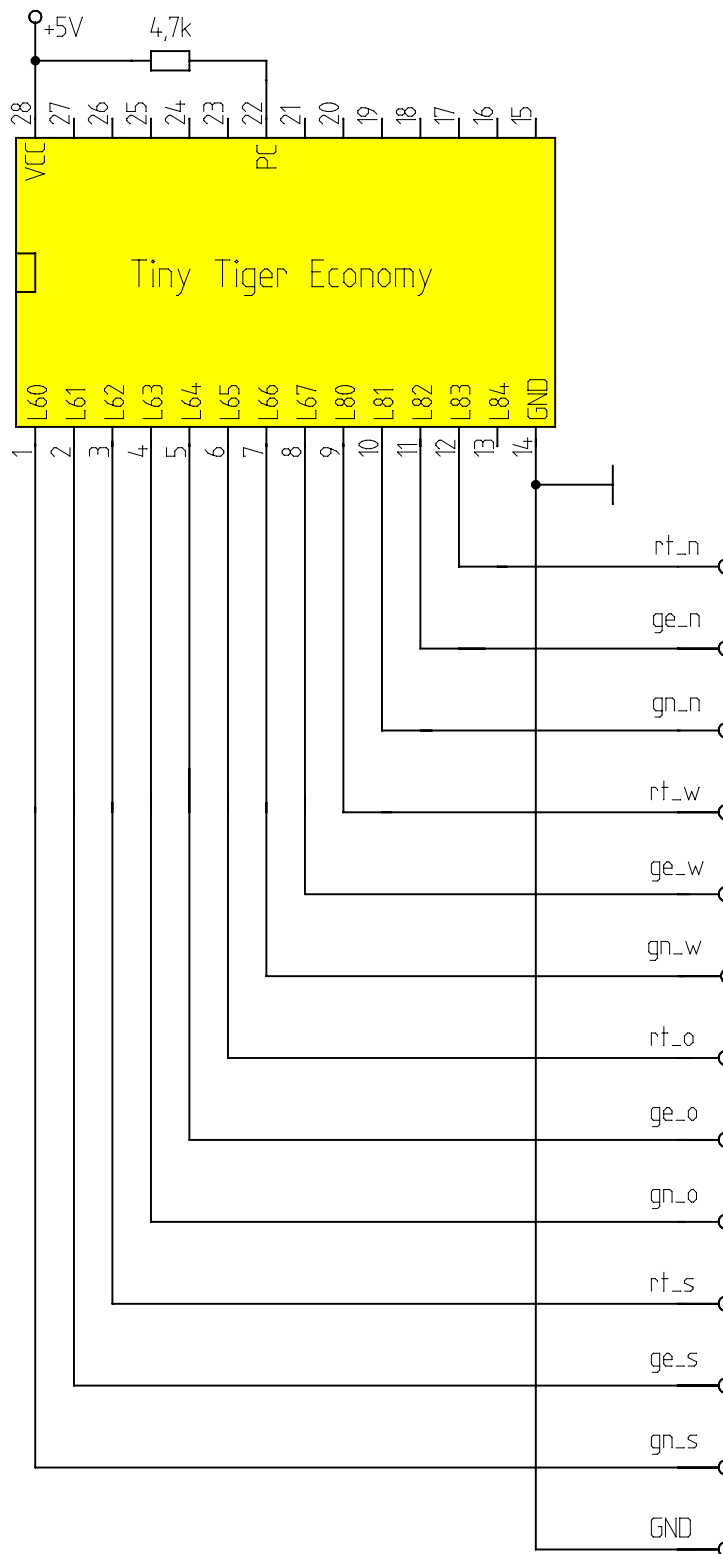 +5V
4,7k
28 27 26 25 24 23 22 21 20 19 18 17 16 15
VCC PC
Tiny Tiger Economy
L60 L61 L62 L63 L64 L65 L66 L67 L80 L81 L82 L83 L84 GND
1 2 3 4 5 6 7 8 9 10 11 12 13 14
rt_n
ge_n
gn_n
rt_w
ge_w
gn_w
rt_o
ge_o
gn_o
rt_s
ge_s
gn_s
GND